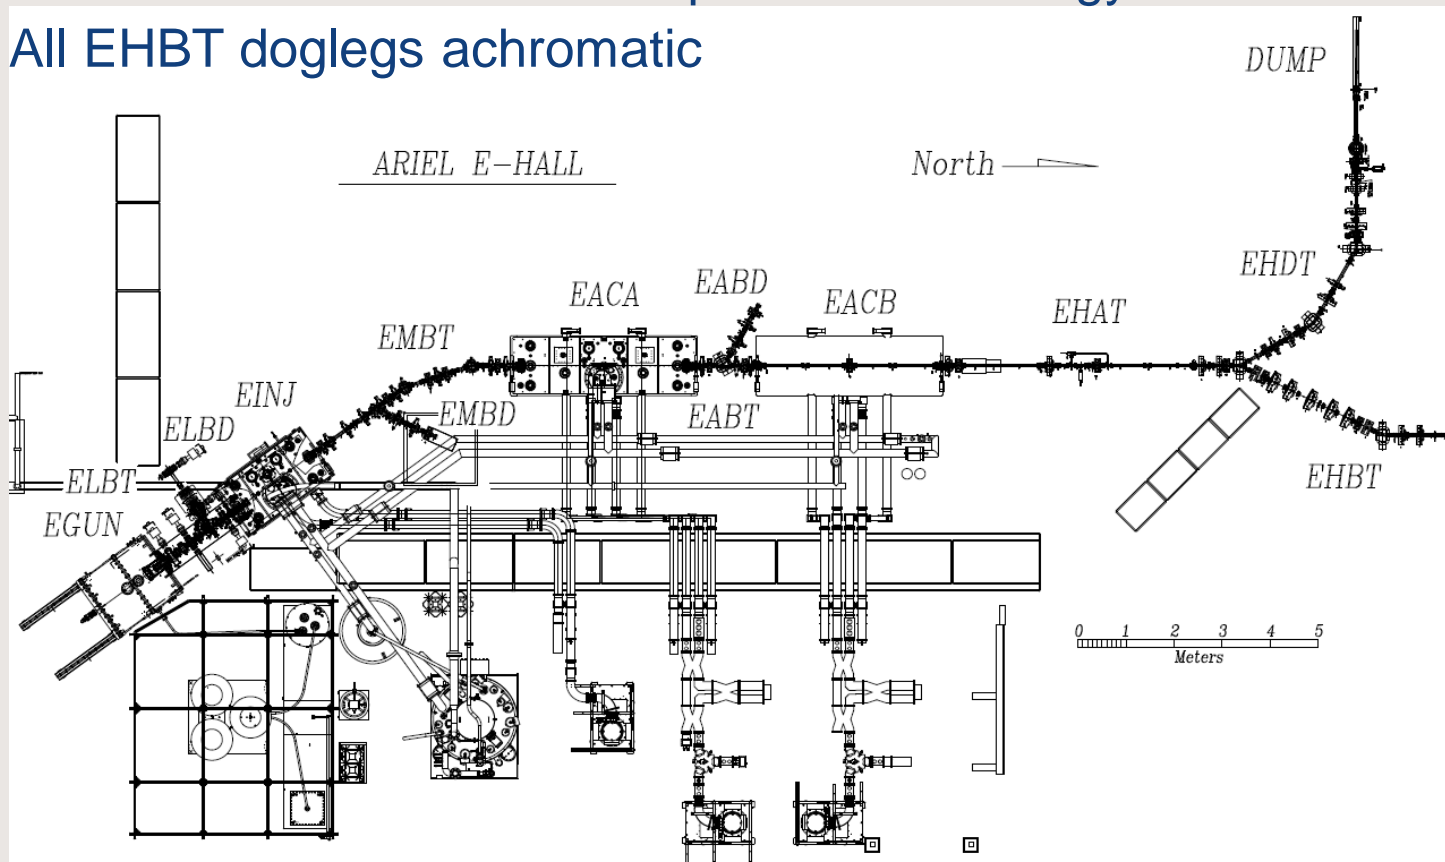 All EHBT doglegs achromatic
DUMP
ARIEL E-HALL
North
EHDT
EACA
EABD
EACB
EHAT
EMBT
EINJ
EMBD
EABT
ELBD
ELBT
EHBT
EGUN
0 1 2 3 4 5
Meters